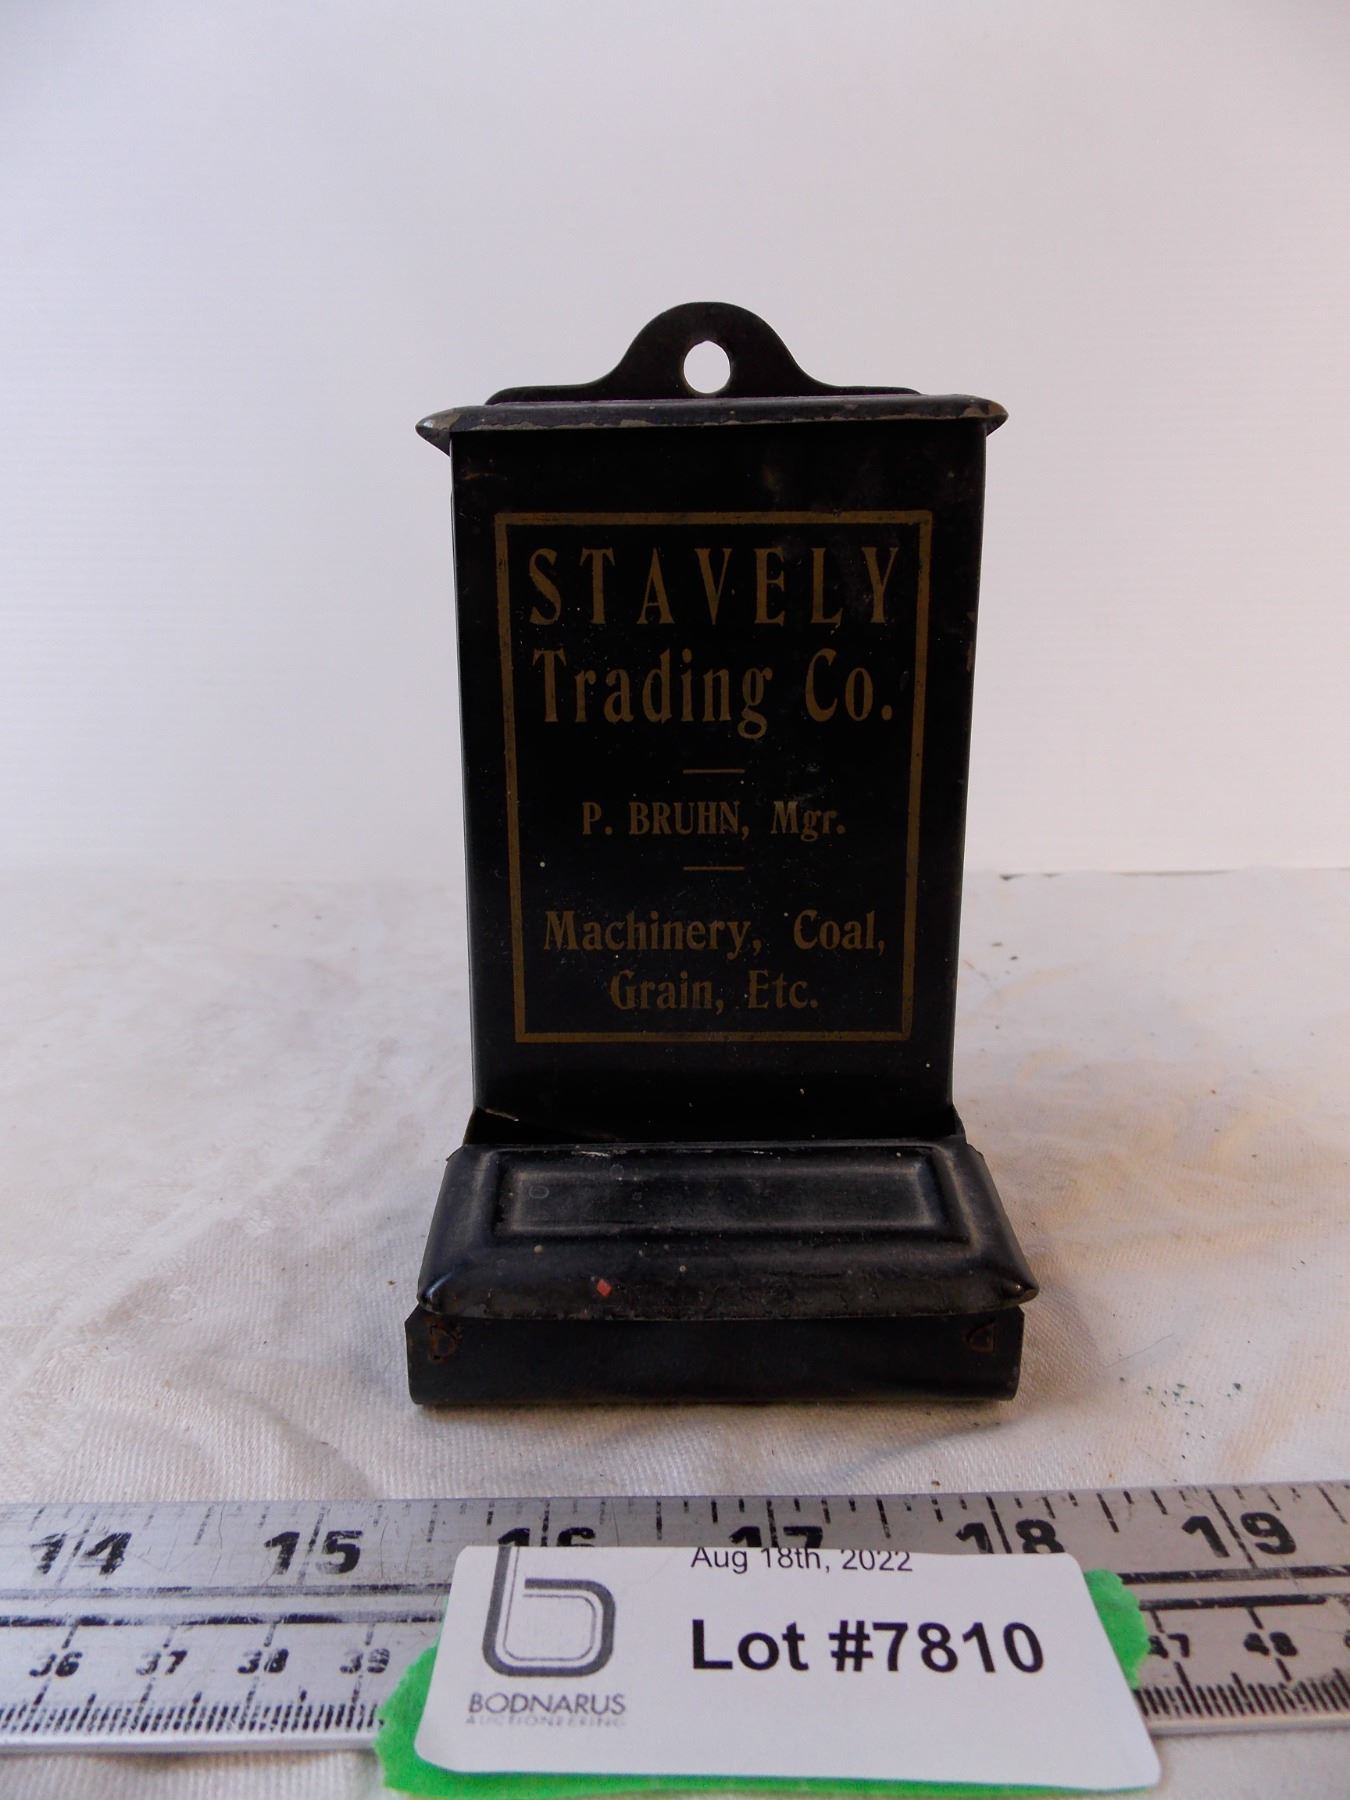 STAVELY
Trading Co.
P. BRUHN, Mgr.
Machinery, Coal,
Grain, Etc.
14 15 16 17 18 19
Aug 18th, 2022
Lot #7810
BODNARUS
AUCTIONEERING
36 37 38 39 47 48